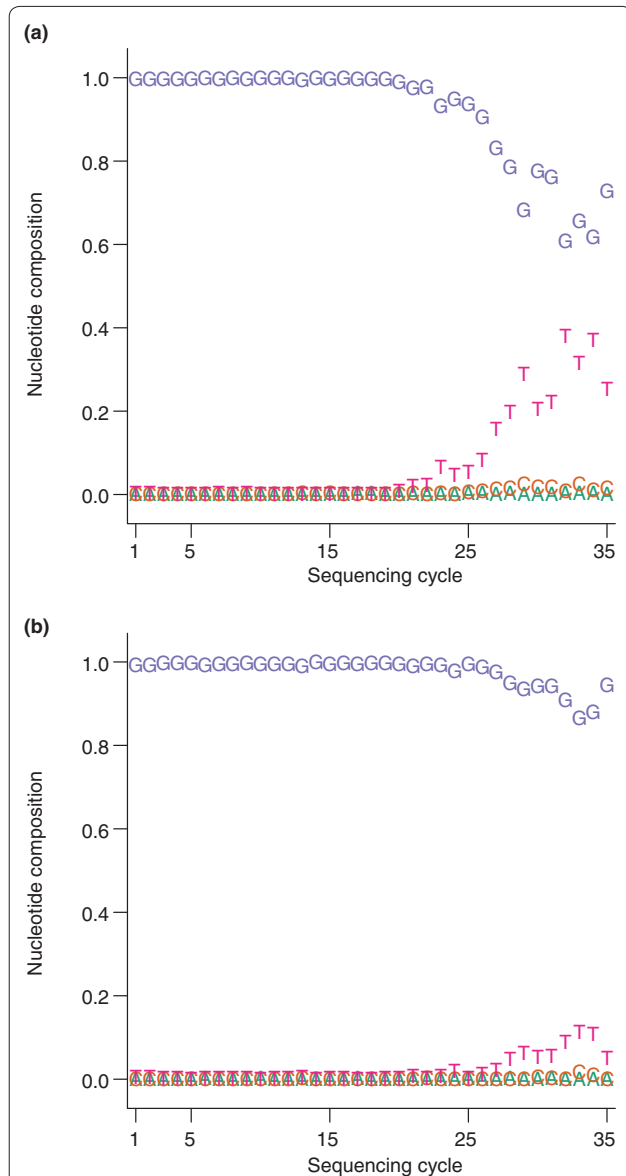 (a)
1.0
0.8
0.6
0.4
0.2
0.0
Nucleotide composition
G G G G G G G G G G G G G G G G G G G G G G G G G G G G G G G G G G G
T T T T T T T T T T T T T T T T T T T T T T T T T T T T T T T T T T T
C C C C C C C C C C C C C C C C C C C C C C C C C C C C C C C C C C C
A A A A A A A A A A A A A A A A A A A A A A A A A A A A A A A A A A A
1 5 15 25 35
Sequencing cycle
(b)
1.0
0.8
0.6
0.4
0.2
0.0
Nucleotide composition
G G G G G G G G G G G G G G G G G G G G G G G G G G G G G G G G G G G
T T T T T T T T T T T T T T T T T T T T T T T T T T T T T T T T T T T
C C C C C C C C C C C C C C C C C C C C C C C C C C C C C C C C C C C
A A A A A A A A A A A A A A A A A A A A A A A A A A A A A A A A A A A
1 5 15 25 35
Sequencing cycle